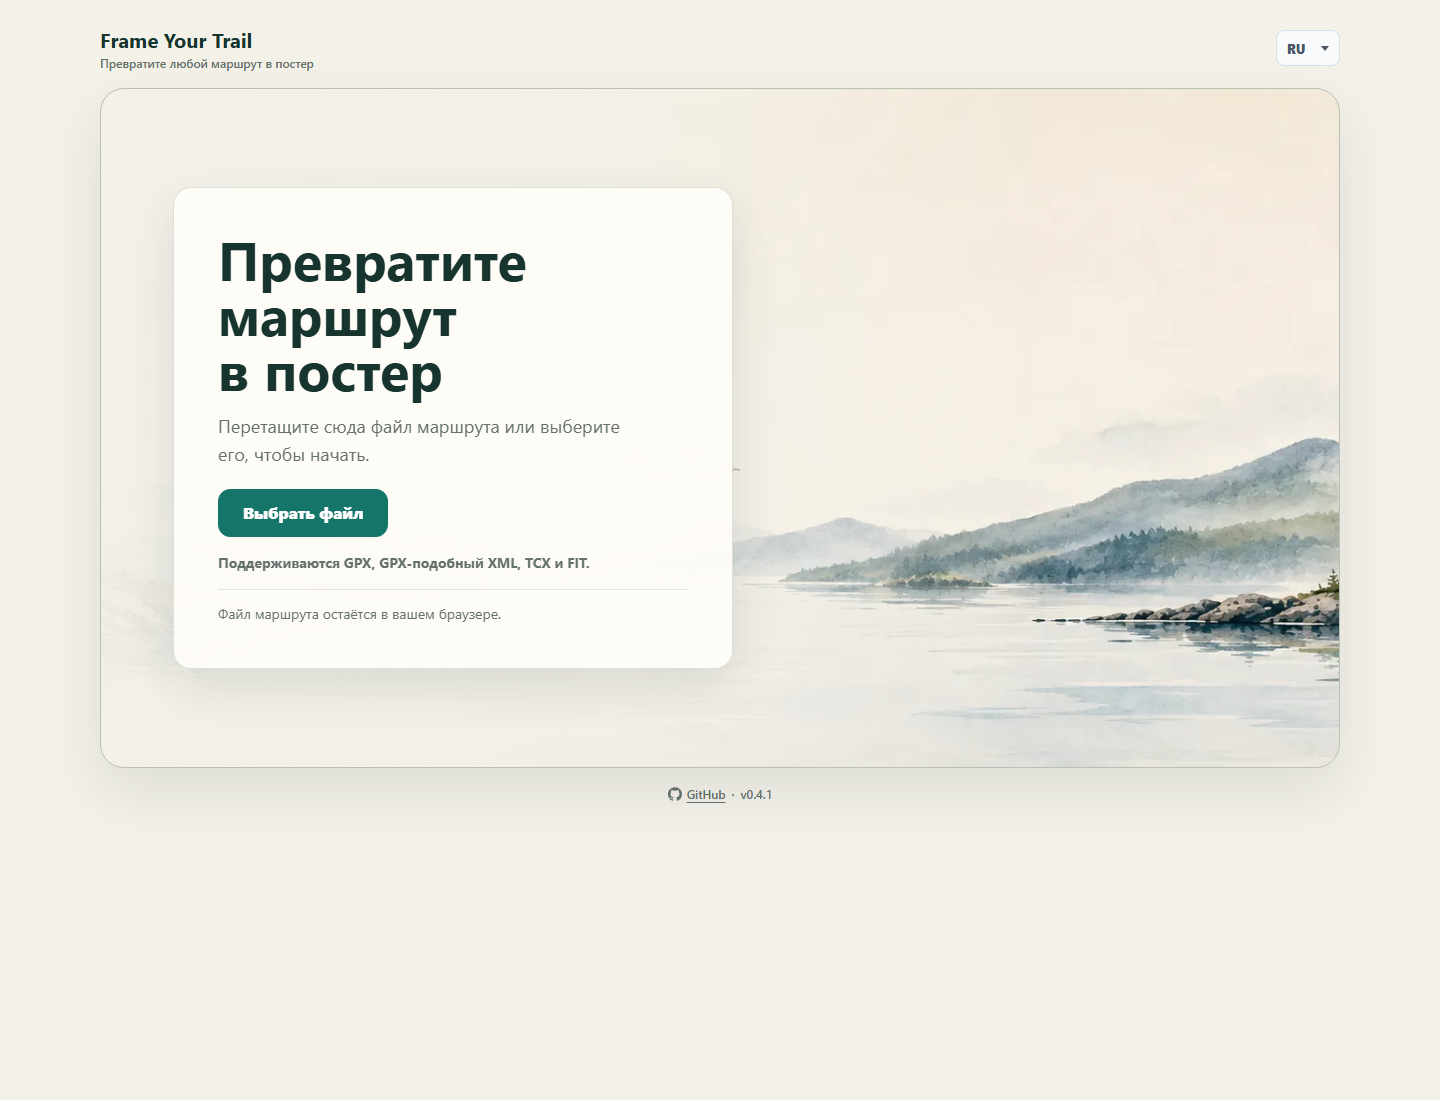 Frame Your Trail
Превратите любой маршрут в постер
RU
Превратите
маршрут
в постер
Перетащите сюда файл маршрута или выберите
его, чтобы начать.
Выбрать файл
Поддерживаются GPX, GPX-подобный XML, TCX и FIT.
Файл маршрута остаётся в вашем браузере.
GitHub · v0.4.1